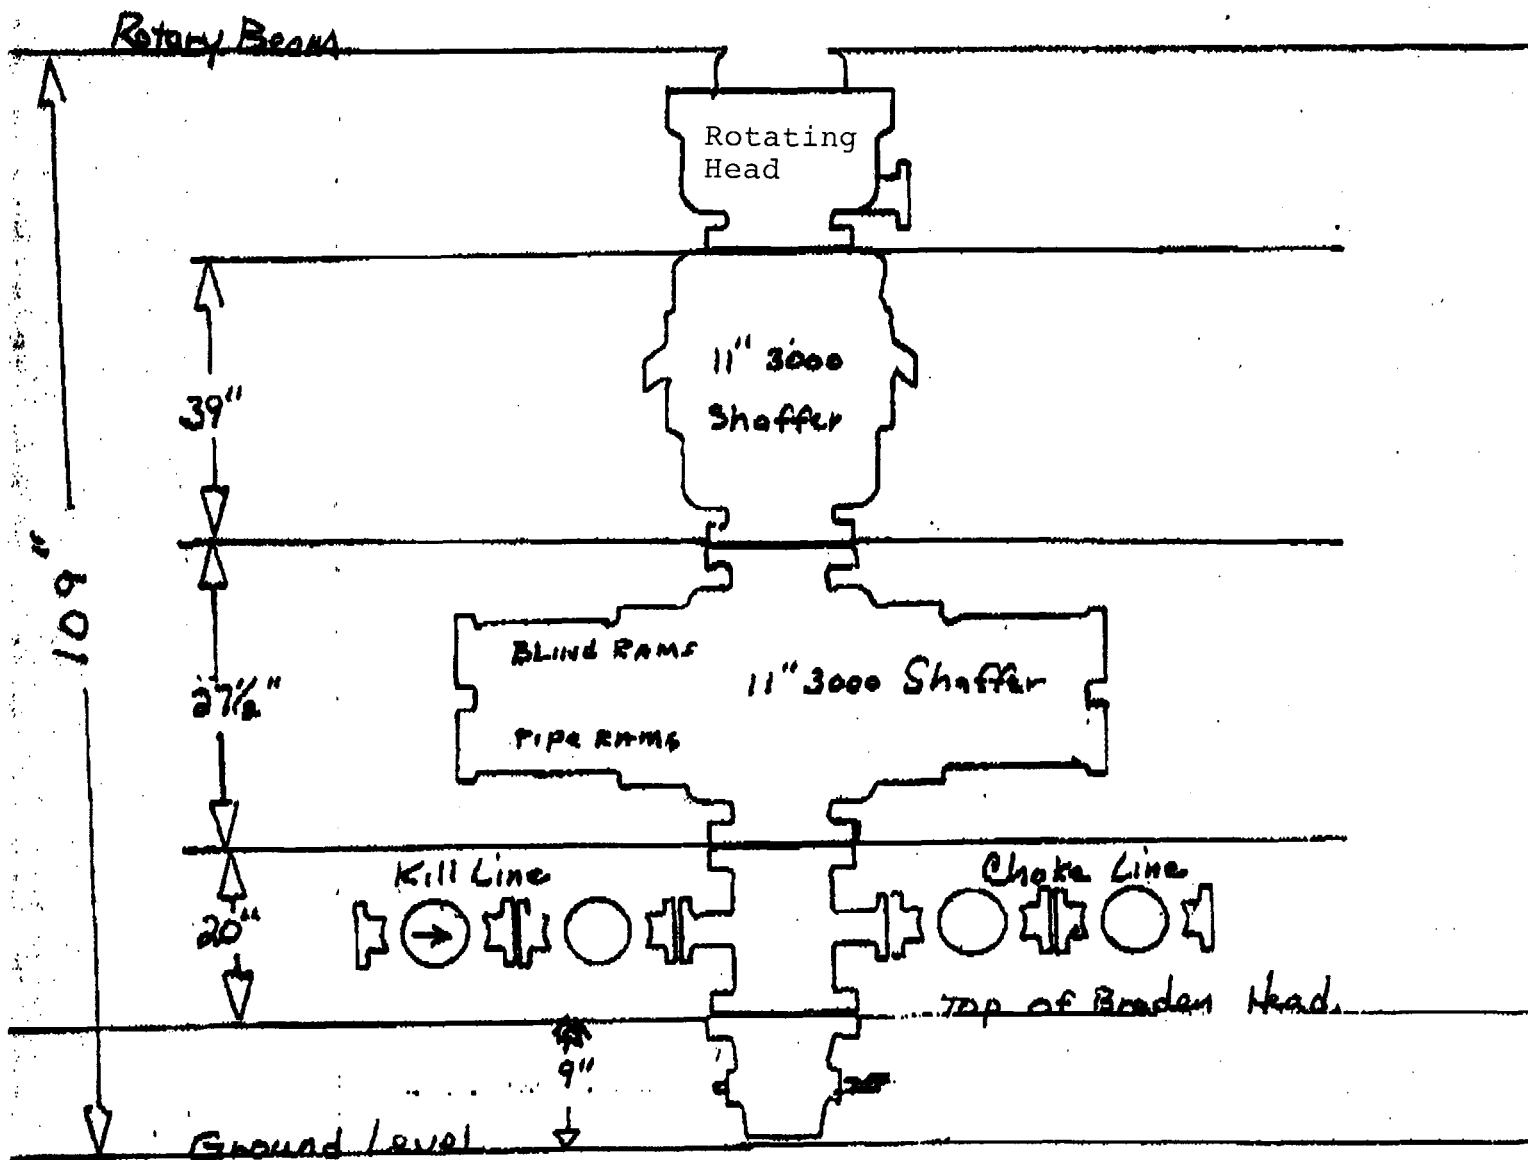 Rotary Beams
Rotating
Head
11" 3000
Shaffer
39"
109"
Blind Rams
11" 3000 Shaffer
27½"
Pipe Rams
Kill Line
Choke Line
20"
Top of Braden Head
9"
Ground Level